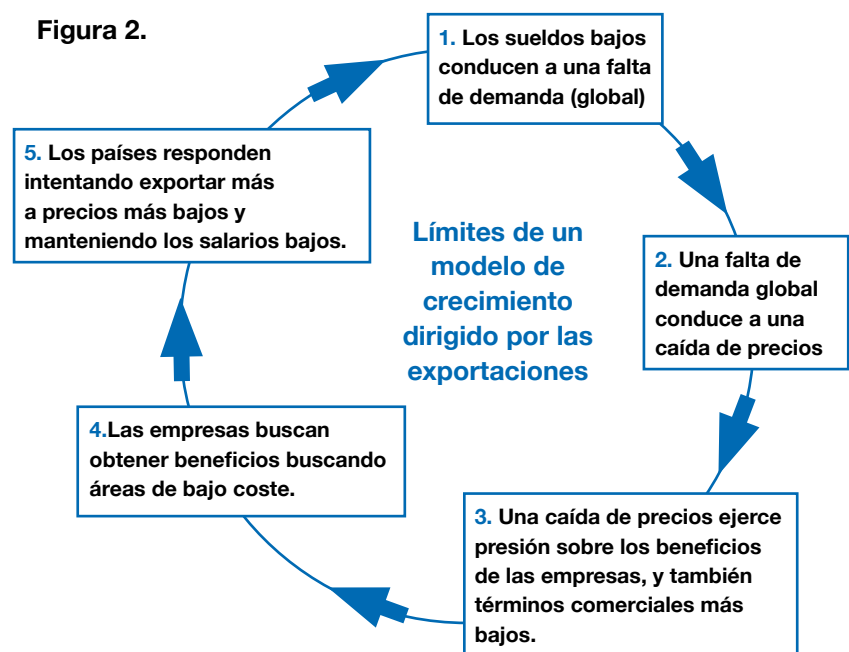 Figura 2.
1. Los sueldos bajos
conducen a una falta
de demanda (global)
2. Una falta de
demanda global
conduce a una
caída de precios
3. Una caída de precios ejerce
presión sobre los beneficios
de las empresas, y también
términos comerciales más
bajos.
4.Las empresas buscan
obtener beneficios buscando
áreas de bajo coste.
5. Los países responden
intentando exportar más
a precios más bajos y
manteniendo los salarios bajos.
Límites de un
modelo de
crecimiento
dirigido por las
exportaciones